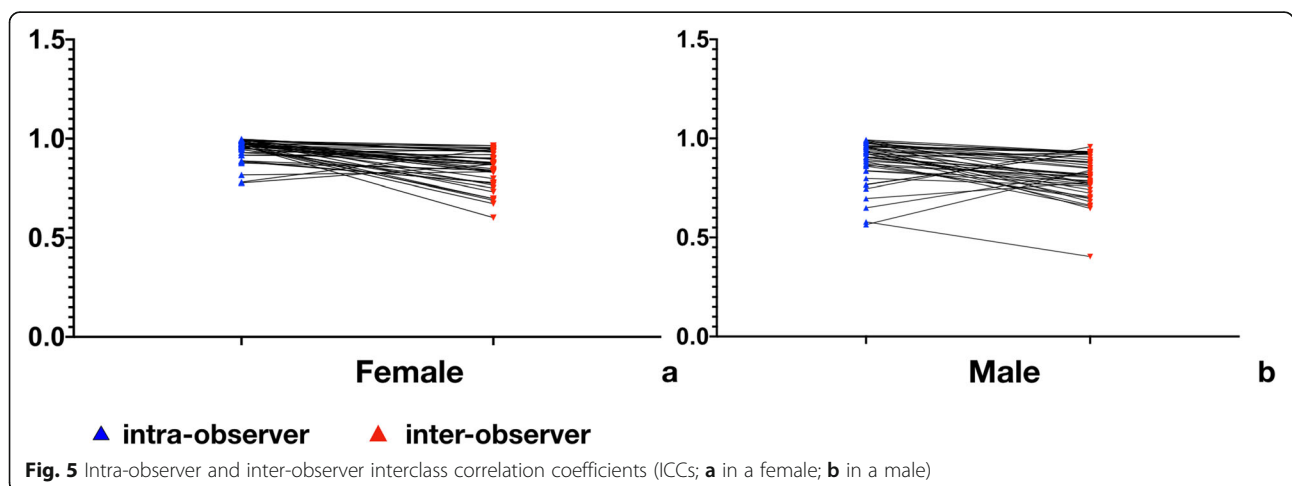 1.5
1.0
0.5
0.0
Female
a
1.5
1.0
0.5
0.0
Male
b
intra-observer inter-observer
Fig. 5 Intra-observer and inter-observer interclass correlation coefficients (ICCs; a in a female; b in a male)